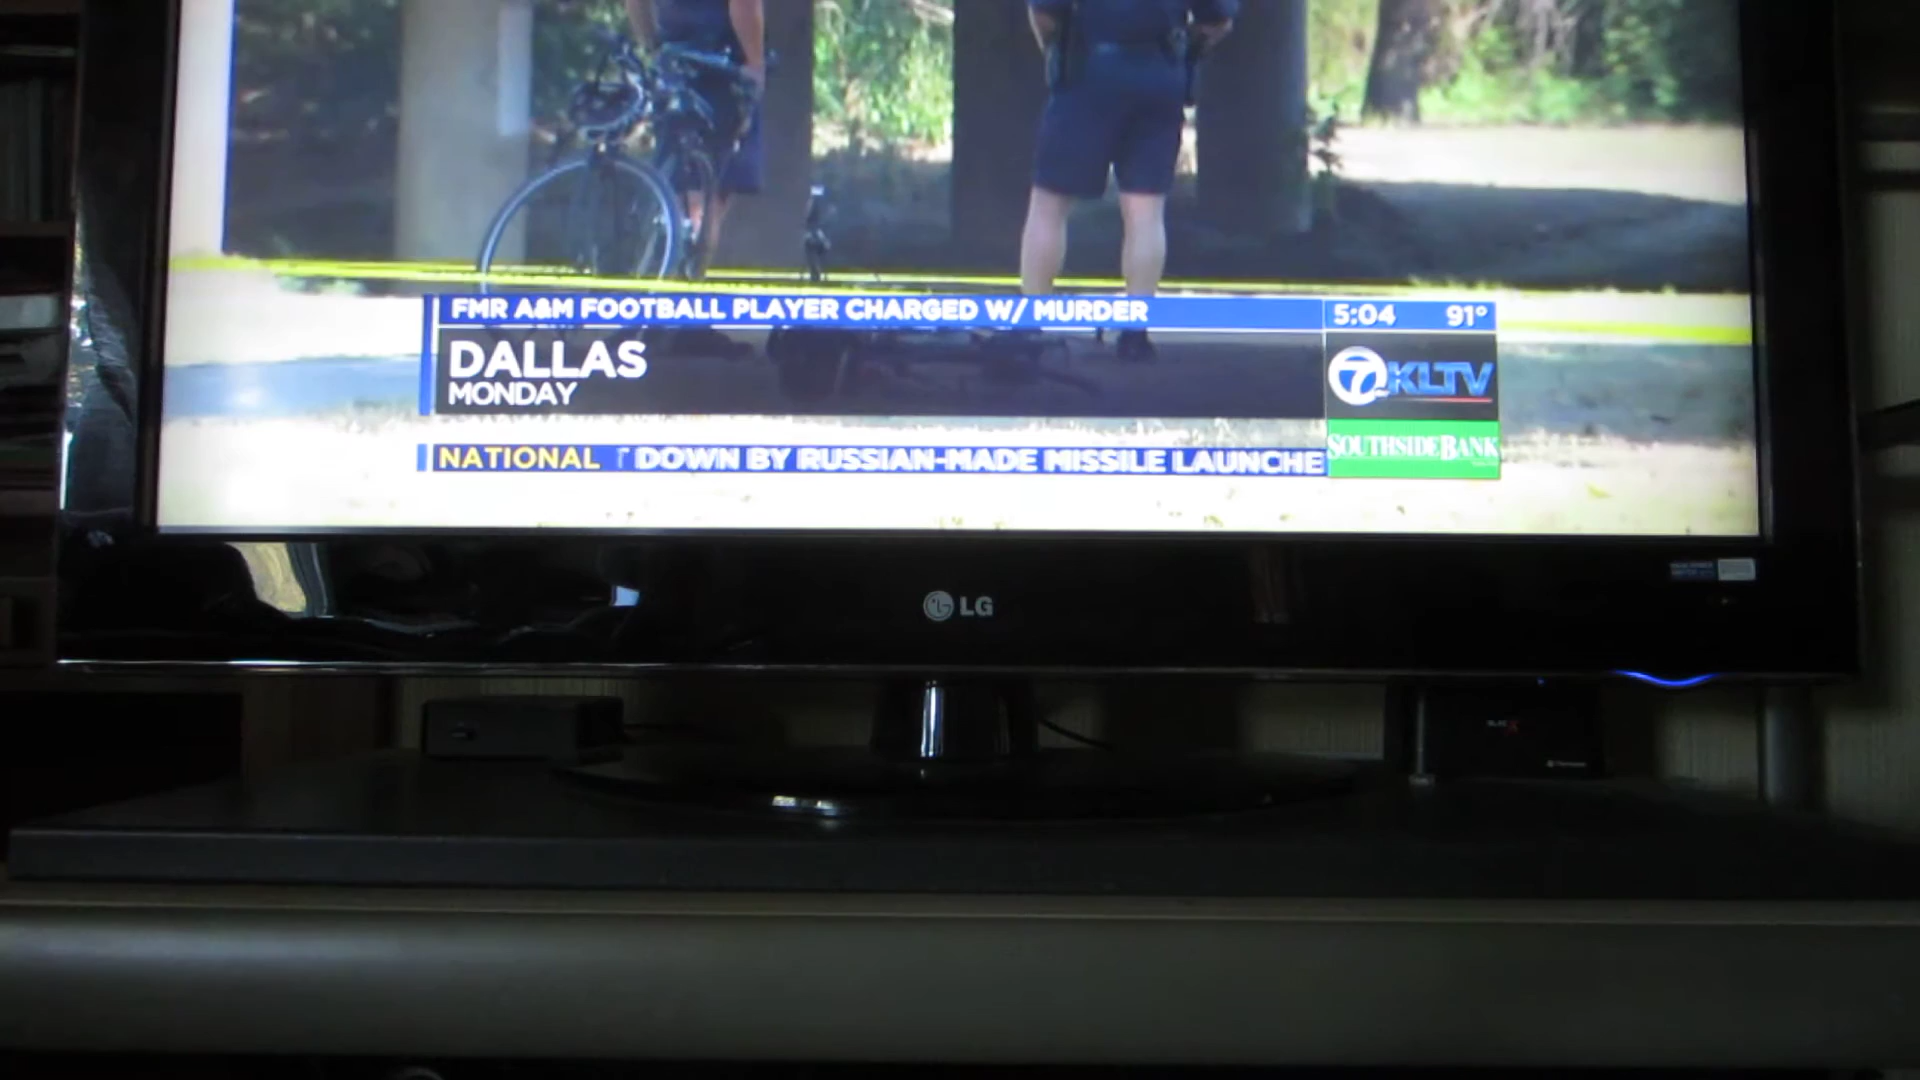 FMR A&M FOOTBALL PLAYER CHARGED W/ MURDER
5:04 91°
DALLAS
MONDAY
7 KLTV
NATIONAL T DOWN BY RUSSIAN-MADE MISSILE LAUNCHE
SOUTHSIDE BANK
LG